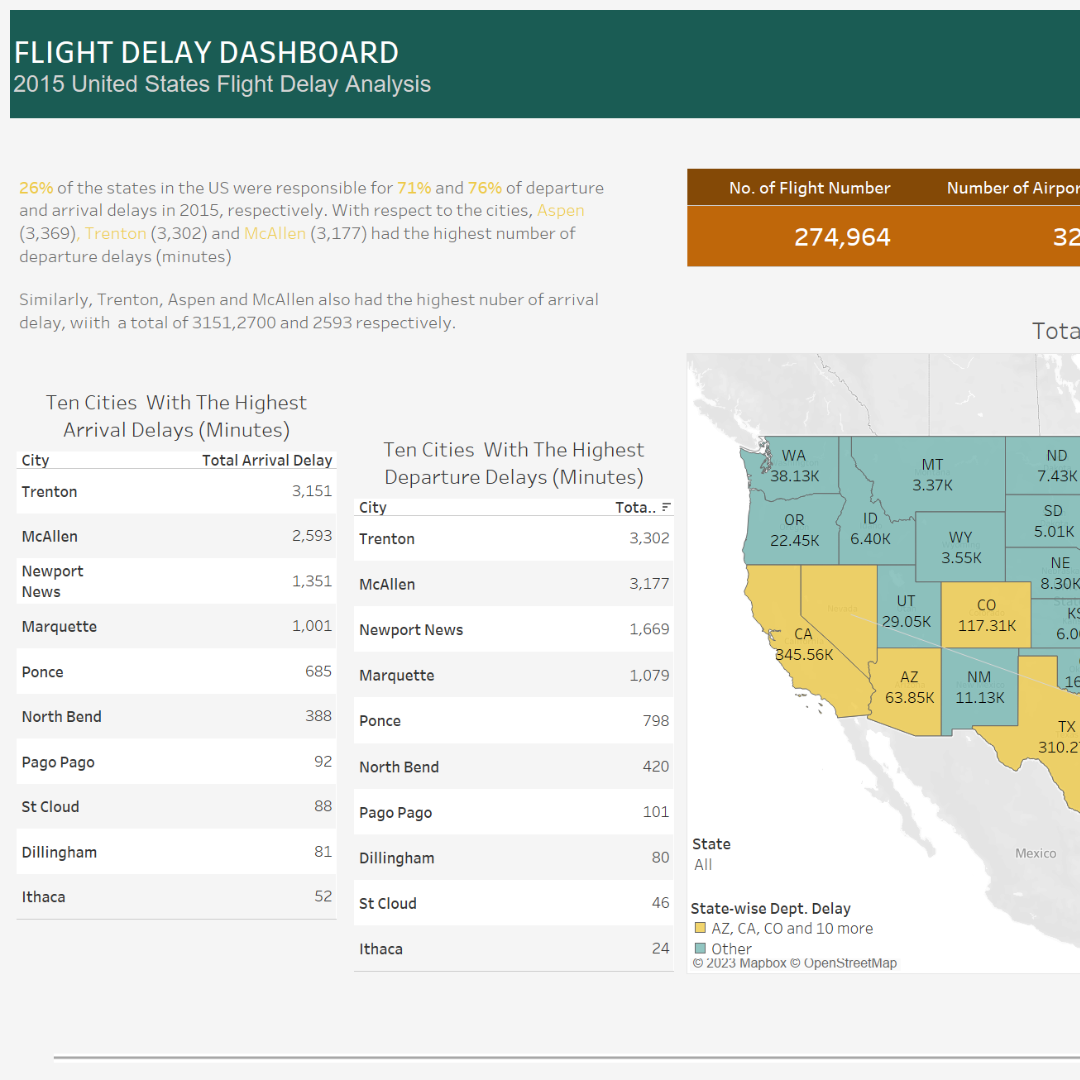 FLIGHT DELAY DASHBOARD
2015 United States Flight Delay Analysis
26% of the states in the US were responsible for 71% and 76% of departure
and arrival delays in 2015, respectively. With respect to the cities, Aspen
(3,369), Trenton (3,302) and McAllen (3,177) had the highest number of
departure delays (minutes)
Similarly, Trenton, Aspen and McAllen also had the highest nuber of arrival
delay, wiith a total of 3151,2700 and 2593 respectively.
Ten Cities With The Highest
Arrival Delays (Minutes)
City Total Arrival Delay
Trenton 3,151
McAllen 2,593
Newport
News 1,351
Marquette 1,001
Ponce 685
North Bend 388
Pago Pago 92
St Cloud 88
Dillingham 81
Ithaca 52
Ten Cities With The Highest
Departure Delays (Minutes)
City Tota..
Trenton 3,302
McAllen 3,177
Newport News 1,669
Marquette 1,079
Ponce 798
North Bend 420
Pago Pago 101
Dillingham 80
St Cloud 46
Ithaca 24
No. of Flight Number Number of Airpor
274,964 32
Tota
WA
38.13K
MT
3.37K
ND
7.43K
OR
22.45K
ID
6.40K
WY
3.55K
SD
5.01K
NE
8.30K
Nevada
UT
29.05K
CO
117.31K
KS
6.0
CA
345.56K
AZ
63.85K
NM
11.13K
16
TX
310.2
Mexico
State
All
State-wise Dept. Delay
AZ, CA, CO and 10 more
Other
© 2023 Mapbox © OpenStreetMap